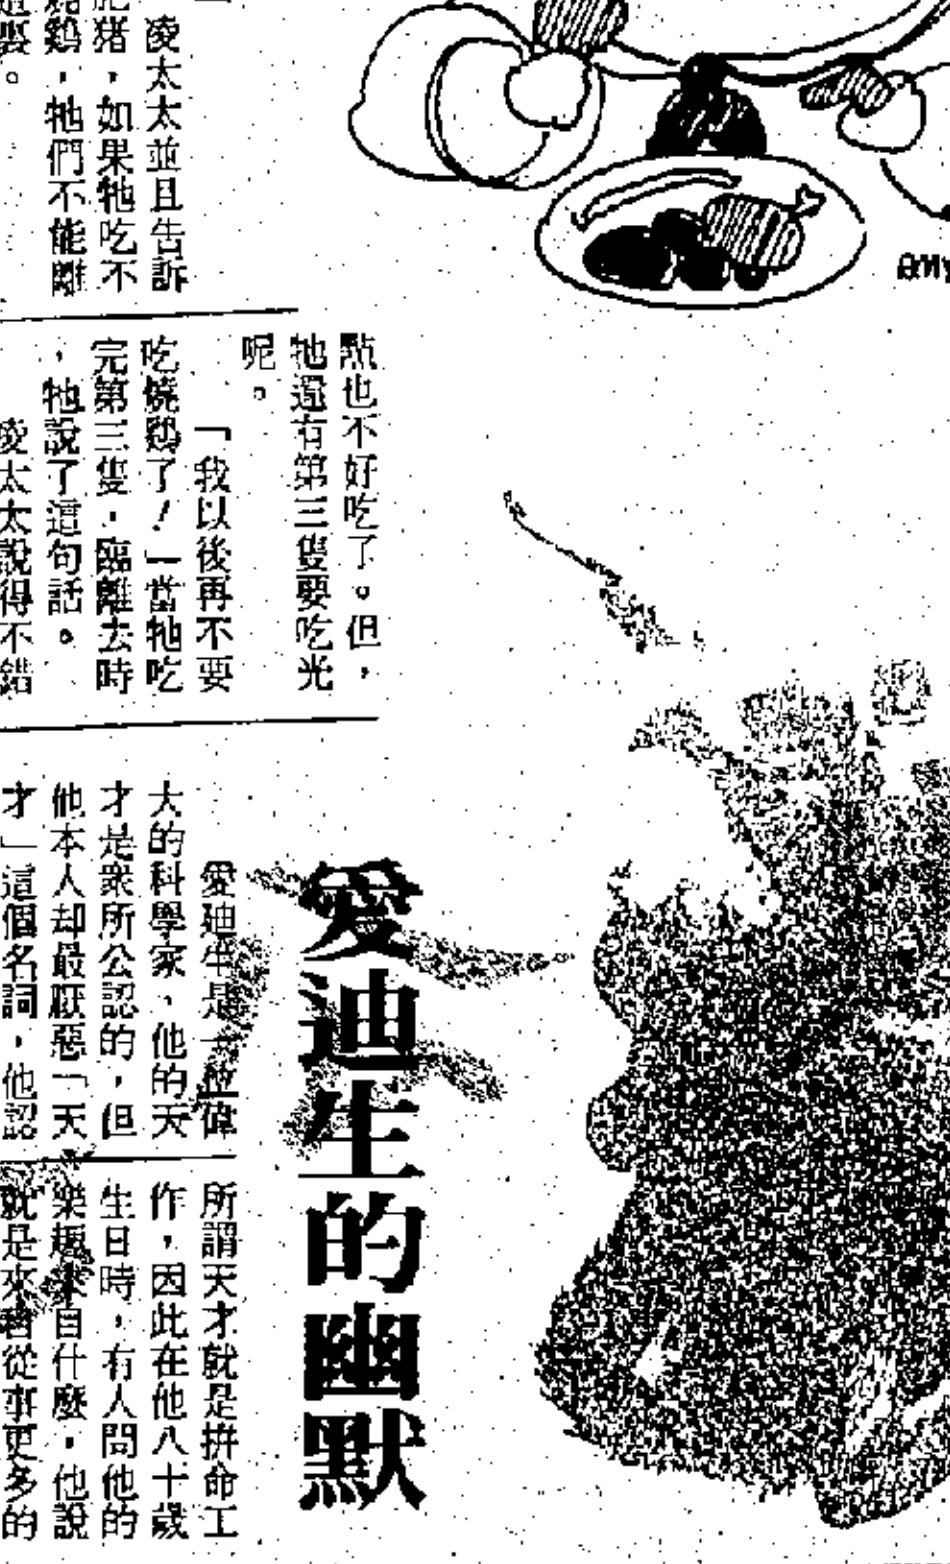 凌太太並且告訴
肥猪，如果牠吃不
鷄，牠們不能離
裏。
點也不好吃了。但，
牠還有第三隻要吃光
呢。
「我以後再不要
吃燒鷄了！」當牠吃
完第三隻，臨離去時
，牠說了這句話。
凌太太說得不錯
愛迪生的幽默
愛迪生是一位偉
大的科學家，他的天
才是衆所公認的，但
他本人却最厭惡「天
才」這個名詞，他認
所謂天才就是拼命工
作，因此在他八十歲
生日時，有人問他的
樂趣來自什麼，他說
就是來自從事更多的